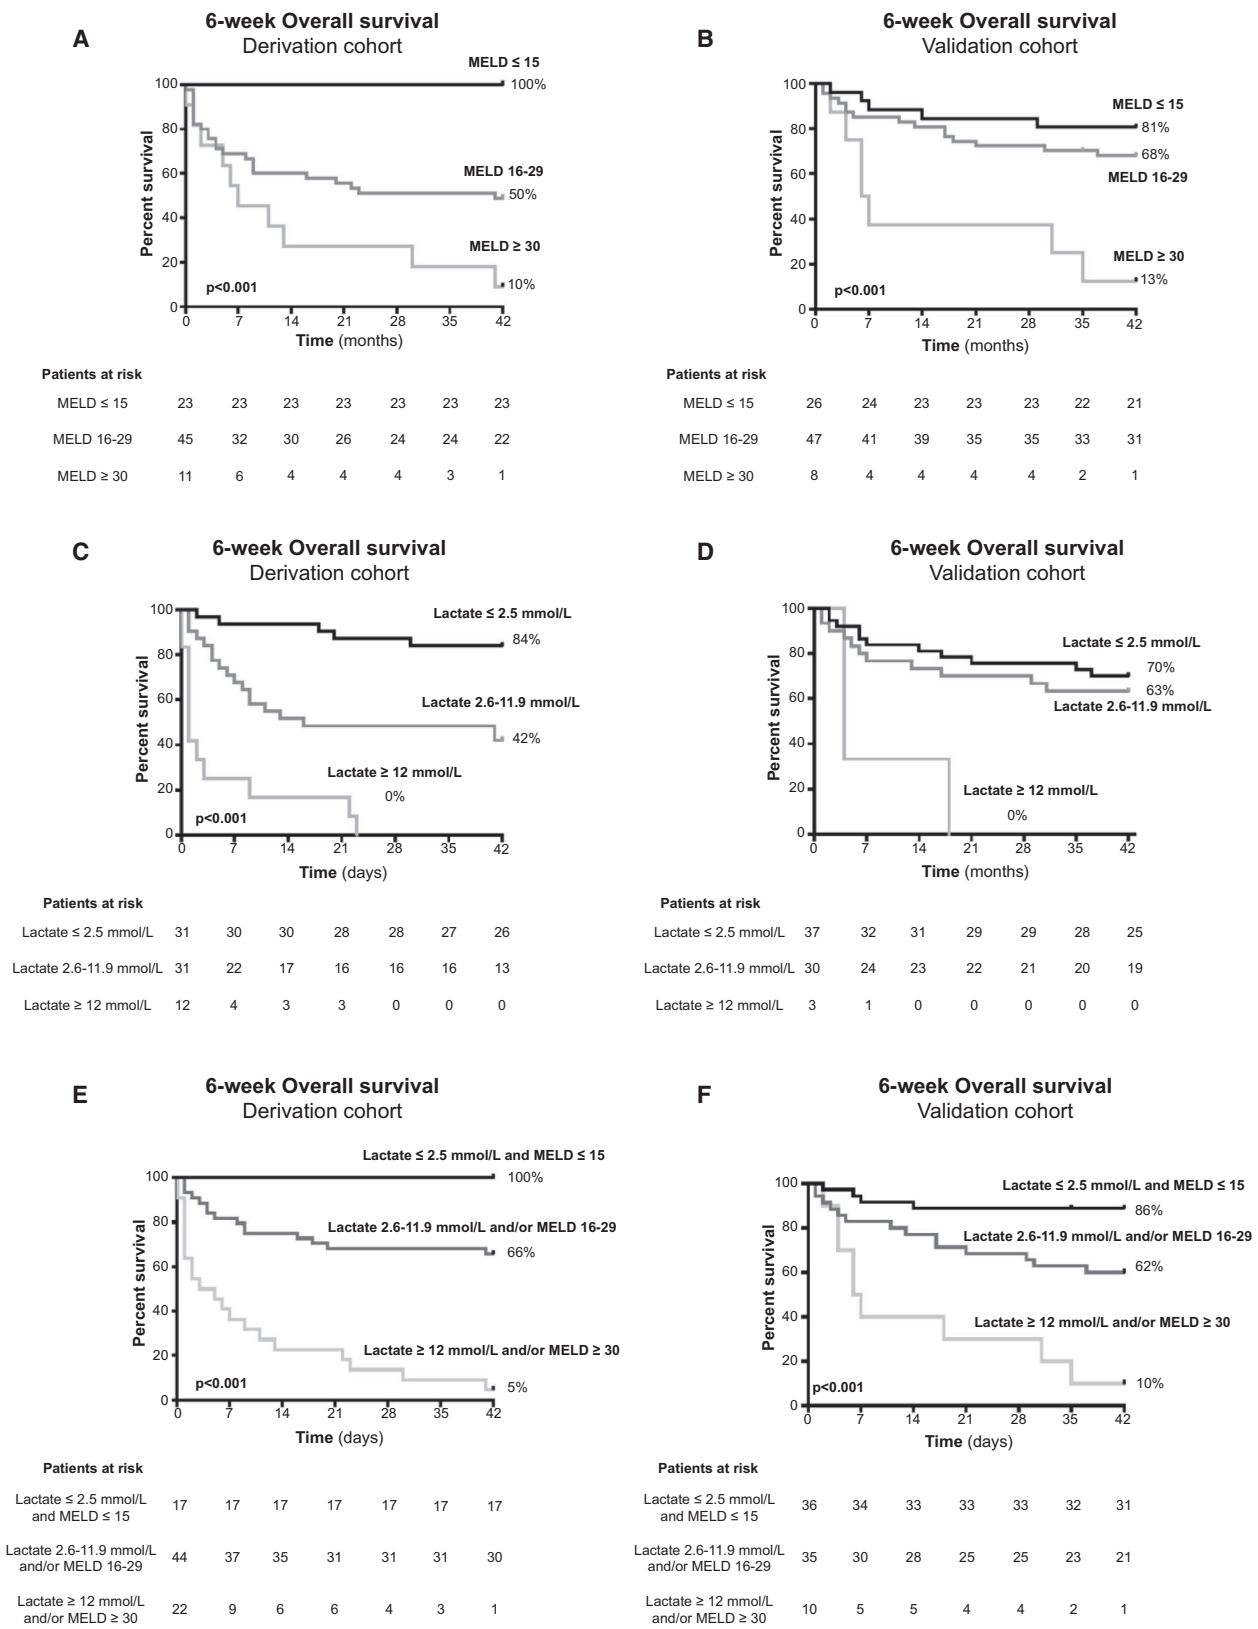 A
6-week Overall survival
Derivation cohort
MELD ≤ 15
100%
MELD 16-29
50%
MELD ≥ 30
10%
p<0.001
Percent survival
100
80
60
40
20
0
0 7 14 21 28 35 42
Time (months)
Patients at risk
MELD ≤ 15 23 23 23 23 23 23 23
MELD 16-29 45 32 30 26 24 24 22
MELD ≥ 30 11 6 4 4 4 3 1
B
6-week Overall survival
Validation cohort
MELD ≤ 15
81%
68%
MELD 16-29
MELD ≥ 30
13%
p<0.001
Percent survival
100
80
60
40
20
0
0 7 14 21 28 35 42
Time (months)
Patients at risk
MELD ≤ 15 26 24 23 23 23 22 21
MELD 16-29 47 41 39 35 35 33 31
MELD ≥ 30 8 4 4 4 4 2 1
C
6-week Overall survival
Derivation cohort
Lactate ≤ 2.5 mmol/L
84%
Lactate 2.6-11.9 mmol/L
42%
Lactate ≥ 12 mmol/L
0%
p<0.001
Percent survival
100
80
60
40
20
0
0 7 14 21 28 35 42
Time (days)
Patients at risk
Lactate ≤ 2.5 mmol/L 31 30 30 28 28 27 26
Lactate 2.6-11.9 mmol/L 31 22 17 16 16 16 13
Lactate ≥ 12 mmol/L 12 4 3 3 0 0 0
D
6-week Overall survival
Validation cohort
Lactate ≤ 2.5 mmol/L
70%
63%
Lactate 2.6-11.9 mmol/L
Lactate ≥ 12 mmol/L
0%
Percent survival
100
80
60
40
20
0
0 7 14 21 28 35 42
Time (months)
Patients at risk
Lactate ≤ 2.5 mmol/L 37 32 31 29 29 28 25
Lactate 2.6-11.9 mmol/L 30 24 23 22 21 20 19
Lactate ≥ 12 mmol/L 3 1 0 0 0 0 0
E
6-week Overall survival
Derivation cohort
Lactate ≤ 2.5 mmol/L and MELD ≤ 15
100%
Lactate 2.6-11.9 mmol/L and/or MELD 16-29
66%
Lactate ≥ 12 mmol/L and/or MELD ≥ 30
5%
p<0.001
Percent survival
100
80
60
40
20
0
0 7 14 21 28 35 42
Time (days)
Patients at risk
Lactate ≤ 2.5 mmol/L
and MELD ≤ 15 17 17 17 17 17 17 17
Lactate 2.6-11.9 mmol/L
and/or MELD 16-29 44 37 35 31 31 31 30
Lactate ≥ 12 mmol/L
and/or MELD ≥ 30 22 9 6 6 4 3 1
F
6-week Overall survival
Validation cohort
Lactate ≤ 2.5 mmol/L and MELD ≤ 15
86%
Lactate 2.6-11.9 mmol/L and/or MELD 16-29
62%
Lactate ≥ 12 mmol/L and/or MELD ≥ 30
10%
p<0.001
Percent survival
100
80
60
40
20
0
0 7 14 21 28 35 42
Time (days)
Patients at risk
Lactate ≤ 2.5 mmol/L
and MELD ≤ 15 36 34 33 33 33 32 31
Lactate 2.6-11.9 mmol/L
and/or MELD 16-29 35 30 28 25 25 23 21
Lactate ≥ 12 mmol/L
and/or MELD ≥ 30 10 5 5 4 4 2 1